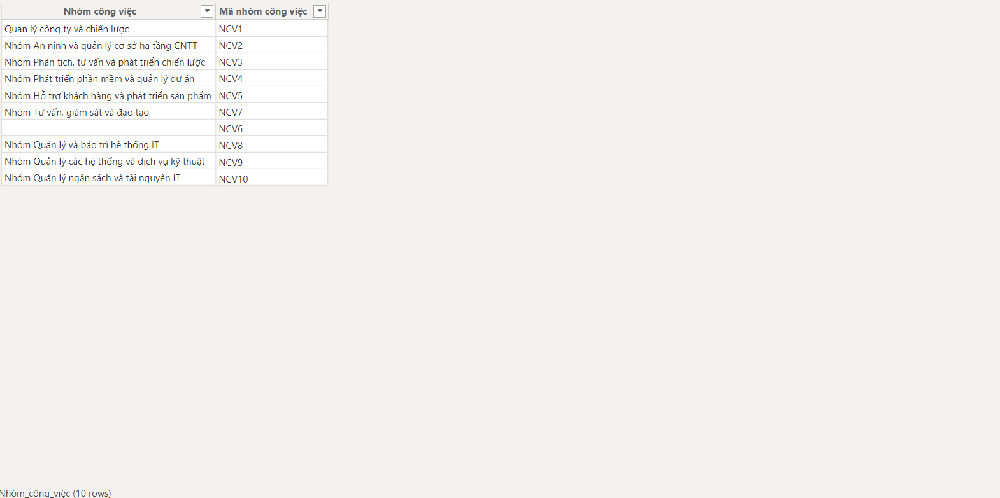 Nhóm công việc Mã nhóm công việc
Quản lý công ty và chiến lược NCV1
Nhóm An ninh và quản lý cơ sở hạ tầng CNTT NCV2
Nhóm Phân tích, tư vấn và phát triển chiến lược NCV3
Nhóm Phát triển phần mềm và quản lý dự án NCV4
Nhóm Hỗ trợ khách hàng và phát triển sản phẩm NCV5
Nhóm Tư vấn, giám sát và đào tạo NCV7
NCV6
Nhóm Quản lý và bảo trì hệ thống IT NCV8
Nhóm Quản lý các hệ thống và dịch vụ kỹ thuật NCV9
Nhóm Quản lý ngân sách và tài nguyên IT NCV10
Nhóm_công_việc (10 rows)